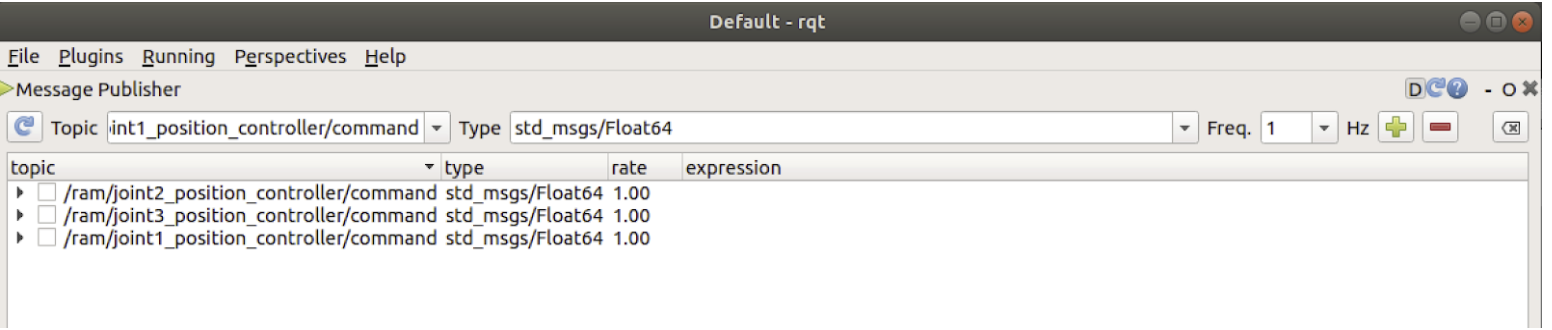 Default - rqt
File Plugins Running Perspectives Help
Message Publisher D - O
Topic int1_position_controller/command Type std_msgs/Float64 Freq. 1 Hz
topic type rate expression
/ram/joint2_position_controller/command std_msgs/Float64 1.00
/ram/joint3_position_controller/command std_msgs/Float64 1.00
/ram/joint1_position_controller/command std_msgs/Float64 1.00